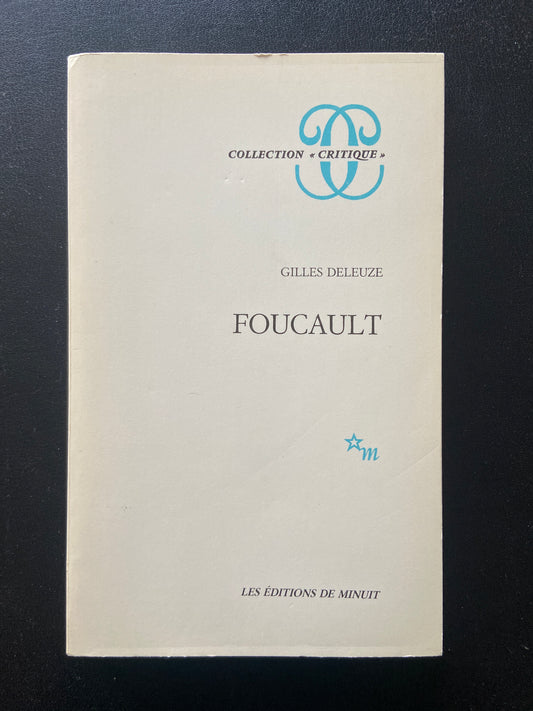 COLLECTION « CRITIQUE »
GILLES DELEUZE
FOUCAULT
m
LES ÉDITIONS DE MINUIT